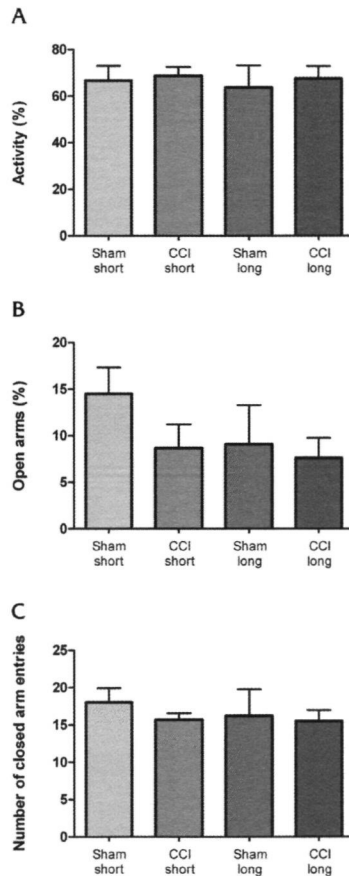 A
Activity (%)
80
60
40
20
0
Sham
short
CCI
short
Sham
long
CCI
long
B
Open arms (%)
20
15
10
5
0
Sham
short
CCI
short
Sham
long
CCI
long
C
Number of closed arm entries
25
20
15
10
5
0
Sham
short
CCI
short
Sham
long
CCI
long